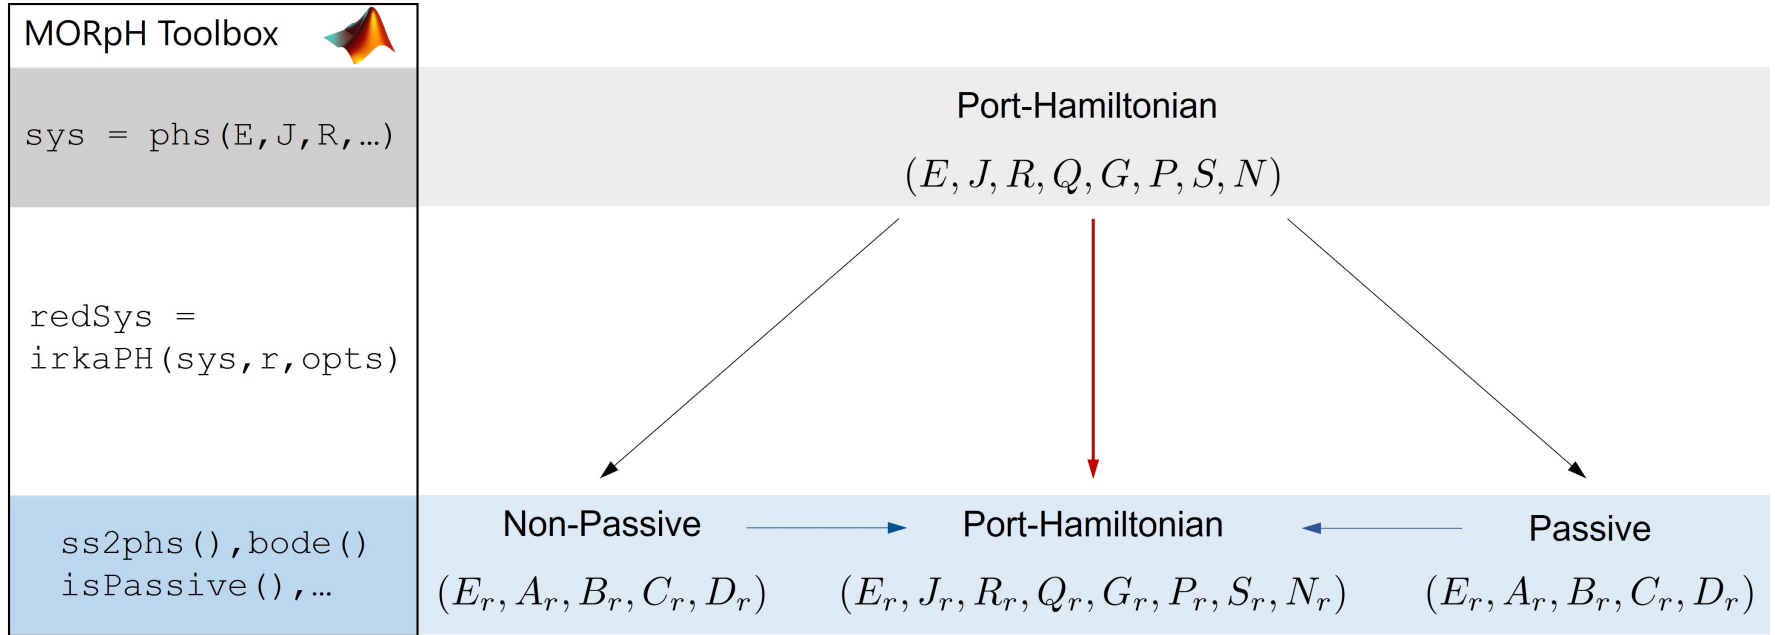 MORpH Toolbox
sys = phs(E,J,R,…)
Port-Hamiltonian
(E, J, R, Q, G, P, S, N)
redSys =
irkaPH(sys,r,opts)
ss2phs(),bode()
isPassive(),…
Non-Passive
(E_r, A_r, B_r, C_r, D_r)
Port-Hamiltonian
(E_r, J_r, R_r, Q_r, G_r, P_r, S_r, N_r)
Passive
(E_r, A_r, B_r, C_r, D_r)